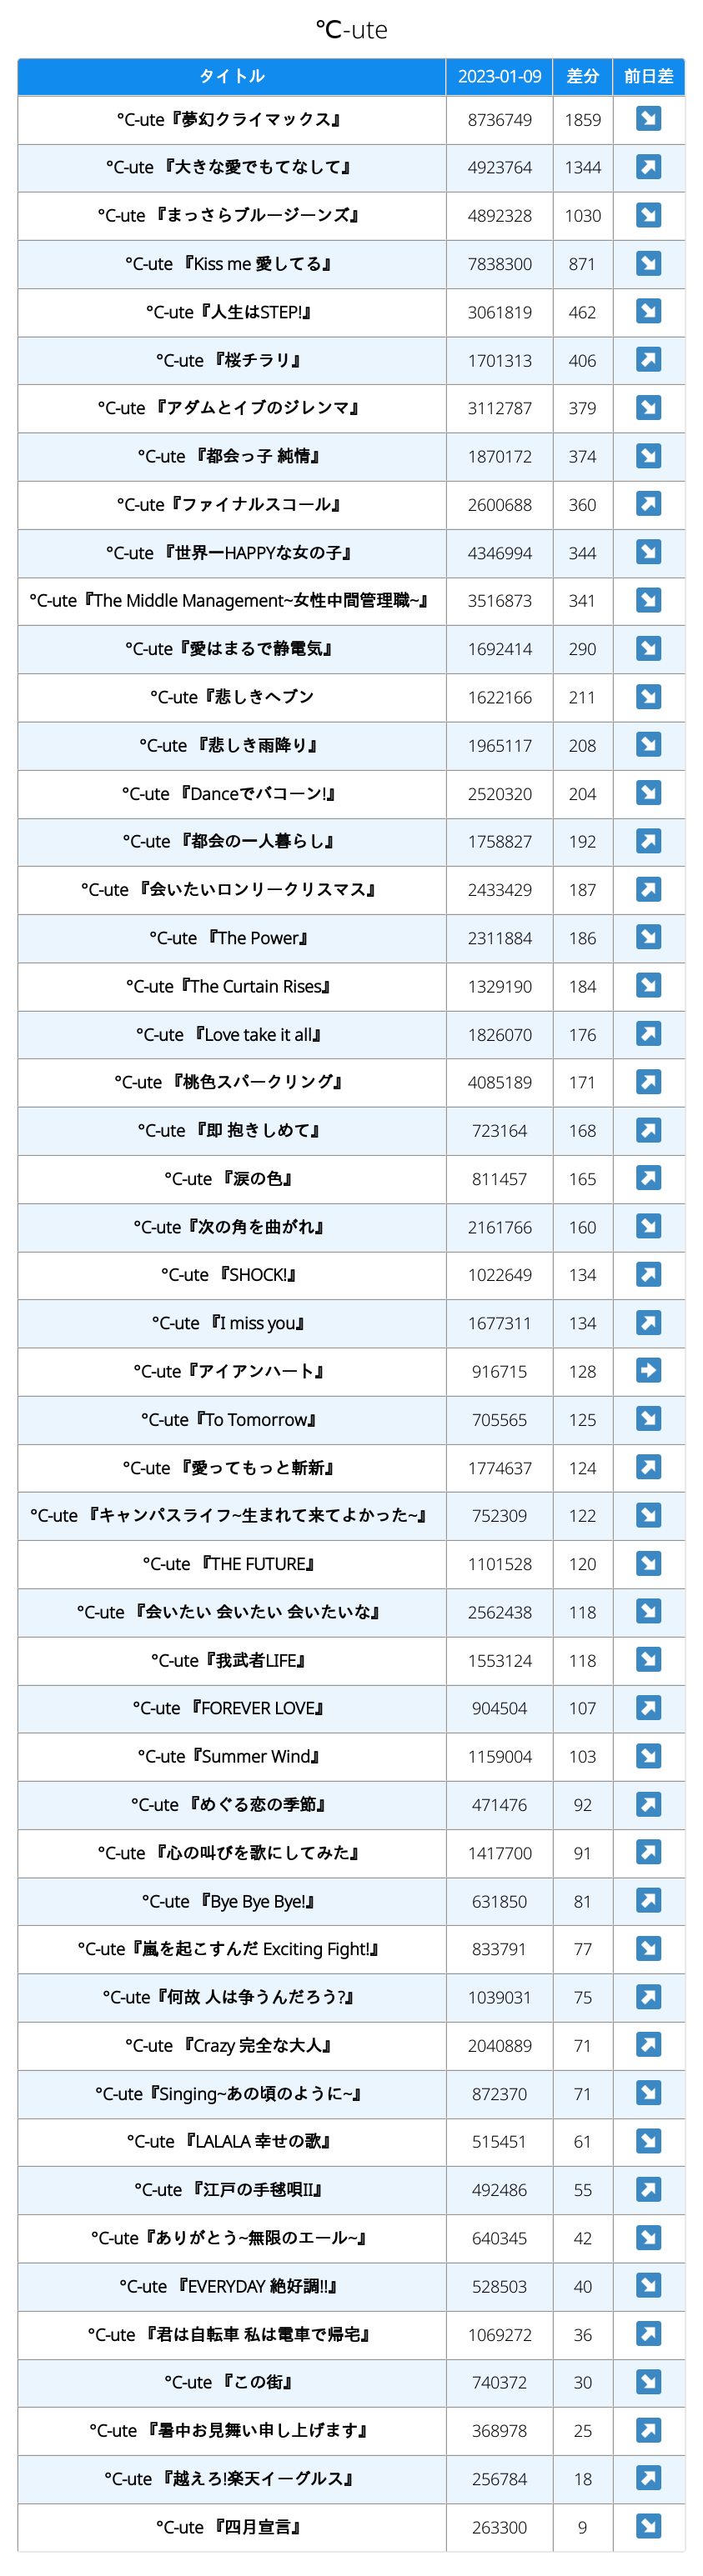 ℃-ute
タイトル 2023-01-09 差分 前日差
℃-ute『夢幻クライマックス』 8736749 1859 ↘
℃-ute 『大きな愛でもてなして』 4923764 1344 ↗
℃-ute 『まっさらブルージーンズ』 4892328 1030 ↘
℃-ute 『Kiss me 愛してる』 7838300 871 ↘
℃-ute『人生はSTEP!』 3061819 462 ↘
℃-ute 『桜チラリ』 1701313 406 ↗
℃-ute 『アダムとイブのジレンマ』 3112787 379 ↘
℃-ute 『都会っ子 純情』 1870172 374 ↘
℃-ute『ファイナルスコール』 2600688 360 ↗
℃-ute 『世界一HAPPYな女の子』 4346994 344 ↘
℃-ute『The Middle Management~女性中間管理職~』 3516873 341 ↘
℃-ute『愛はまるで静電気』 1692414 290 ↘
℃-ute『悲しきヘブン 1622166 211 ↘
℃-ute 『悲しき雨降り』 1965117 208 ↘
℃-ute 『Danceでバコーン!』 2520320 204 ↘
℃-ute 『都会の一人暮らし』 1758827 192 ↗
℃-ute 『会いたいロンリークリスマス』 2433429 187 ↗
℃-ute 『The Power』 2311884 186 ↘
℃-ute『The Curtain Rises』 1329190 184 ↘
℃-ute 『Love take it all』 1826070 176 ↗
℃-ute 『桃色スパークリング』 4085189 171 ↗
℃-ute 『即 抱きしめて』 723164 168 ↗
℃-ute 『涙の色』 811457 165 ↗
℃-ute『次の角を曲がれ』 2161766 160 ↘
℃-ute 『SHOCK!』 1022649 134 ↗
℃-ute 『I miss you』 1677311 134 ↗
℃-ute『アイアンハート』 916715 128 ➡
℃-ute『To Tomorrow』 705565 125 ↘
℃-ute 『愛ってもっと斬新』 1774637 124 ↗
℃-ute 『キャンパスライフ~生まれて来てよかった~』 752309 122 ↘
℃-ute 『THE FUTURE』 1101528 120 ↘
℃-ute 『会いたい 会いたい 会いたいな』 2562438 118 ↘
℃-ute『我武者LIFE』 1553124 118 ↘
℃-ute 『FOREVER LOVE』 904504 107 ↗
℃-ute『Summer Wind』 1159004 103 ↘
℃-ute 『めぐる恋の季節』 471476 92 ↗
℃-ute 『心の叫びを歌にしてみた』 1417700 91 ↗
℃-ute 『Bye Bye Bye!』 631850 81 ↗
℃-ute『嵐を起こすんだ Exciting Fight!』 833791 77 ↘
℃-ute『何故 人は争うんだろう?』 1039031 75 ↗
℃-ute 『Crazy 完全な大人』 2040889 71 ↗
℃-ute『Singing~あの頃のように~』 872370 71 ↘
℃-ute 『LALALA 幸せの歌』 515451 61 ↘
℃-ute 『江戸の手毬唄II』 492486 55 ↗
℃-ute『ありがとう~無限のエール~』 640345 42 ↘
℃-ute 『EVERYDAY 絶好調!!』 528503 40 ↘
℃-ute 『君は自転車 私は電車で帰宅』 1069272 36 ↗
℃-ute 『この街』 740372 30 ↘
℃-ute 『暑中お見舞い申し上げます』 368978 25 ↗
℃-ute 『越えろ!楽天イーグルス』 256784 18 ↗
℃-ute 『四月宣言』 263300 9 ↘